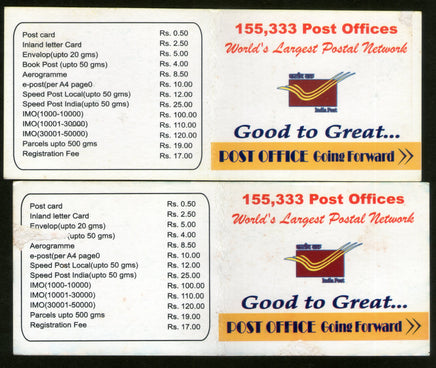 Post card Rs. 0.50
Inland letter Card Rs. 2.50
Envelop(upto 20 gms) Rs. 5.00
Book Post (upto 50 gms) Rs. 4.00
Aerogramme Rs. 8.50
e-post(per A4 page0 Rs. 10.00
Speed Post Local(upto 50 gms) Rs. 12.00
Speed Post India(upto 50 gms) Rs. 25.00
IMO(1000-10000) Rs. 100.00
IMO(10001-30000) Rs. 110.00
IMO(30001-50000) Rs. 120.00
Parcels upto 500 gms Rs. 19.00
Registration Fee Rs. 17.00
155,333 Post Offices
World's Largest Postal Network
भारतीय डाक
India Post
Good to Great...
POST OFFICE Going Forward >>
Post card Rs. 0.50
Inland letter Card Rs. 2.50
Envelop(upto 20 gms) Rs. 5.00
(upto 50 gms) Rs. 4.00
Aerogramme Rs. 8.50
e-post(per A4 page0 Rs. 10.00
Speed Post Local(upto 50 gms) Rs. 12.00
Speed Post India(upto 50 gms) Rs. 25.00
IMO(1000-10000) Rs. 100.00
IMO(10001-30000) Rs. 110.00
IMO(30001-50000) Rs. 120.00
Parcels upto 500 gms Rs. 19.00
Registration Fee Rs. 17.00
155,333 Post Offices
World's Largest Postal Network
भारतीय डाक
India Post
Good to Great...
POST OFFICE Going Forward >>